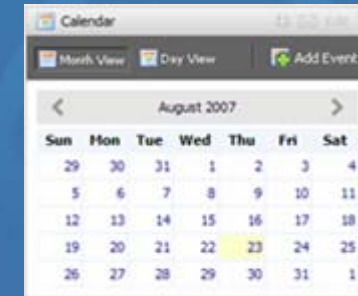 Calendar
Month View Day View Add Event
< August 2007 >
Sun Mon Tue Wed Thu Fri Sat
29 30 31 1 2 3 4
5 6 7 8 9 10 11
12 13 14 15 16 17 18
19 20 21 22 23 24 25
26 27 28 29 30 31 1